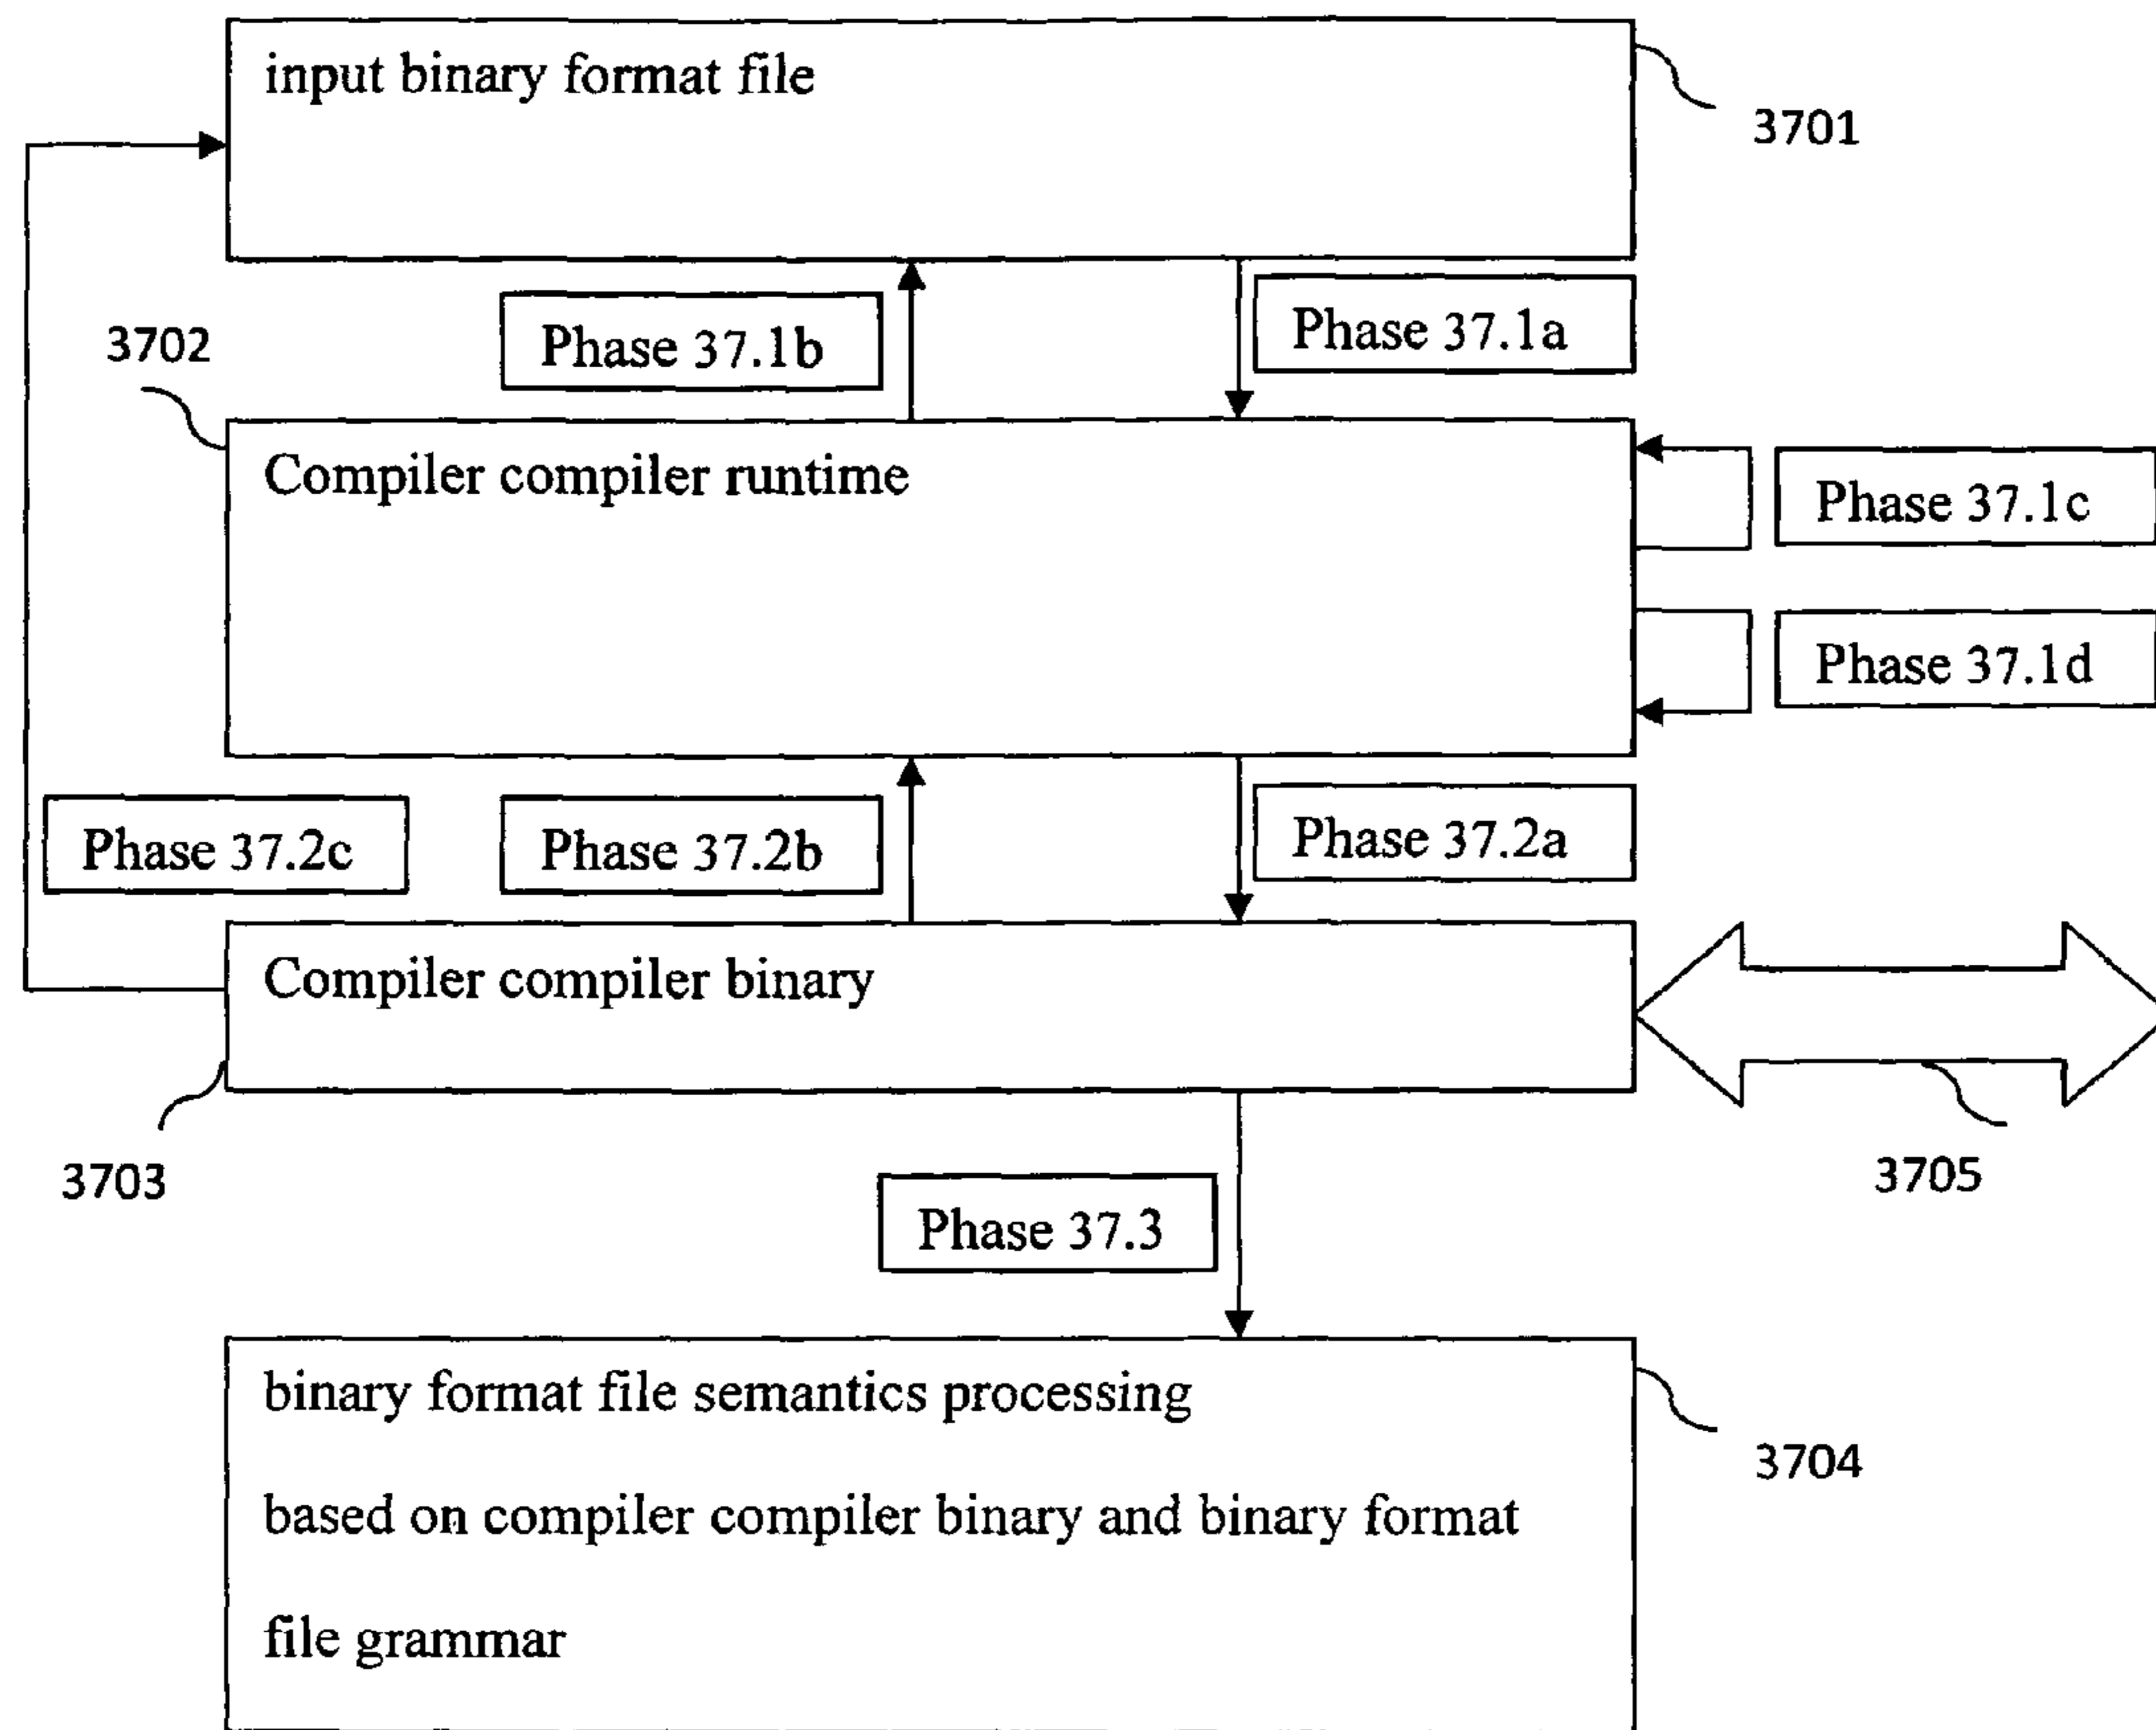 input binary format file
3701
Phase 37.1b
Phase 37.1a
3702
Compiler compiler runtime
Phase 37.1c
Phase 37.1d
Phase 37.2c
Phase 37.2b
Phase 37.2a
Compiler compiler binary
3703
3705
Phase 37.3
binary format file semantics processing
3704
based on compiler compiler binary and binary format
file grammar